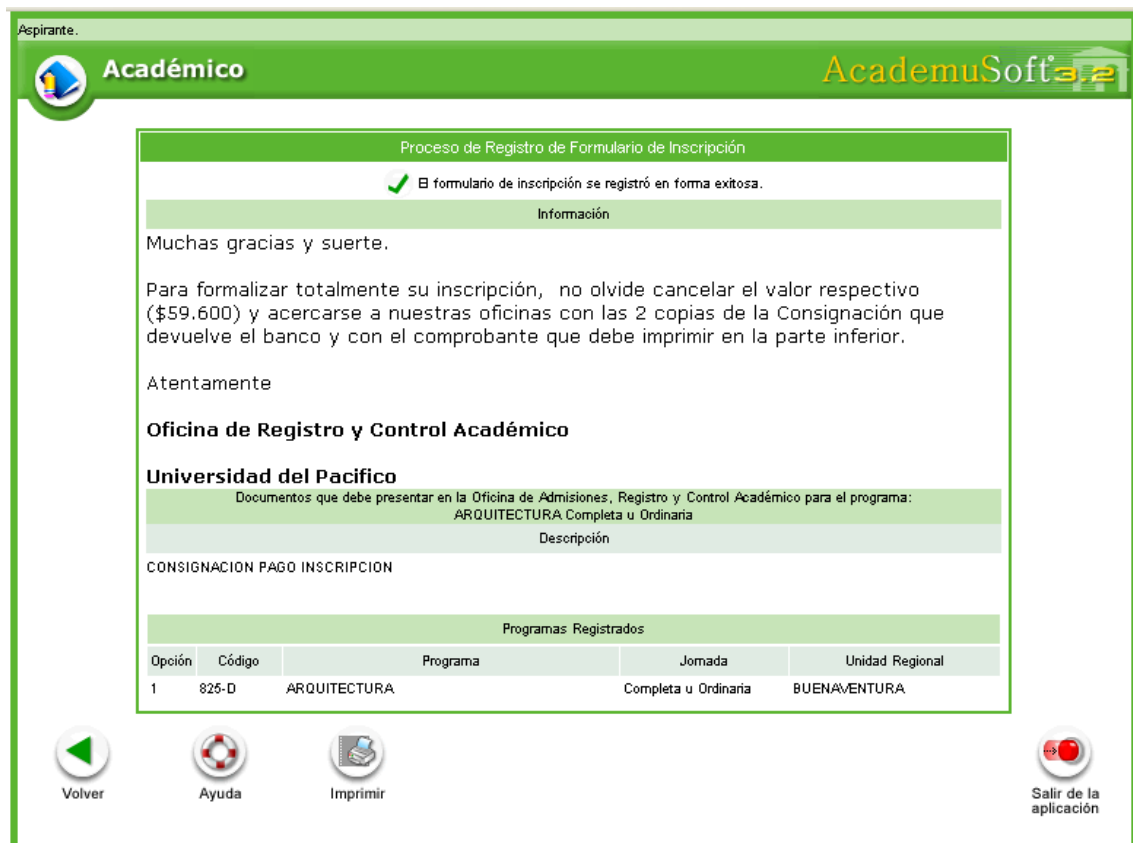 Aspirante.
Académico
AcademuSoft 3.2
Proceso de Registro de Formulario de Inscripción
El formulario de inscripción se registró en forma exitosa.
Información
Muchas gracias y suerte.
Para formalizar totalmente su inscripción, no olvide cancelar el valor respectivo
($59.600) y acercarse a nuestras oficinas con las 2 copias de la Consignación que
devuelve el banco y con el comprobante que debe imprimir en la parte inferior.
Atentamente
Oficina de Registro y Control Académico
Universidad del Pacifico
Documentos que debe presentar en la Oficina de Admisiones, Registro y Control Académico para el programa:
ARQUITECTURA Completa u Ordinaria
Descripción
CONSIGNACION PAGO INSCRIPCION
Programas Registrados
Opción Código Programa Jornada Unidad Regional
1 825-D ARQUITECTURA Completa u Ordinaria BUENAVENTURA
Volver Ayuda Imprimir Salir de la
aplicación